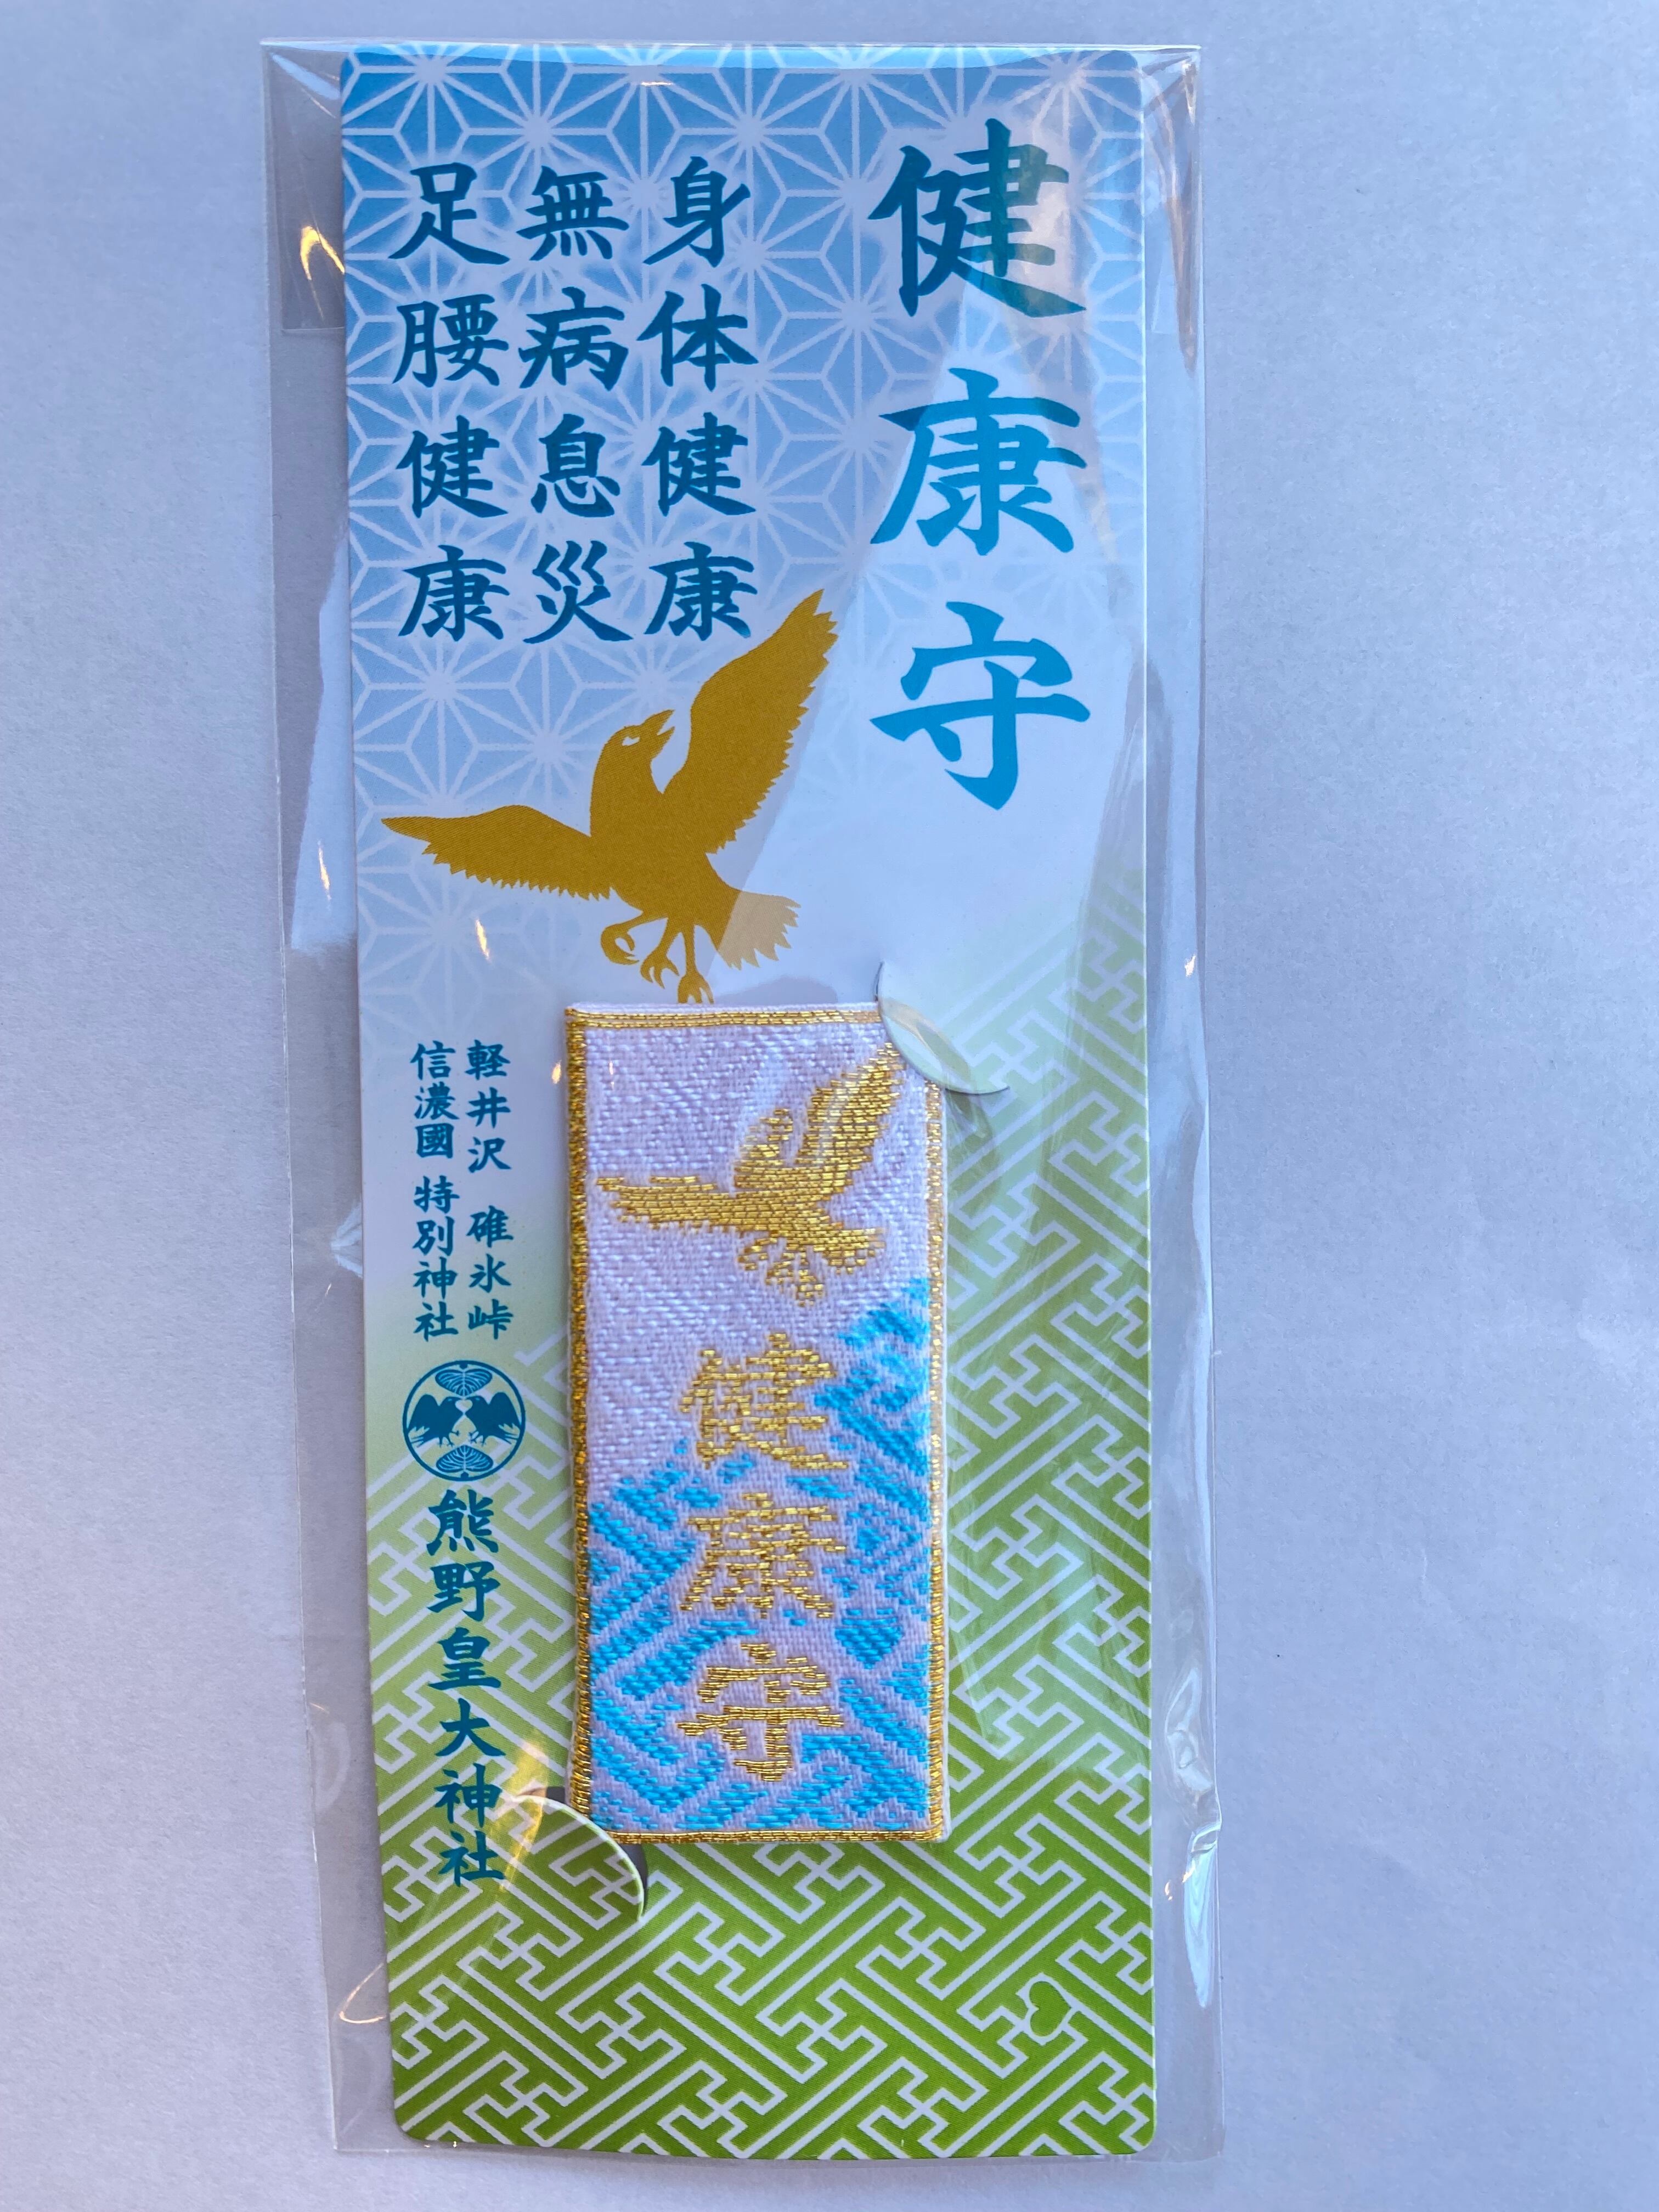 健康守
身体健康
無病息災
足腰健康
軽井沢 碓氷峠
信濃國 特別神社
熊野皇大神社
健康守